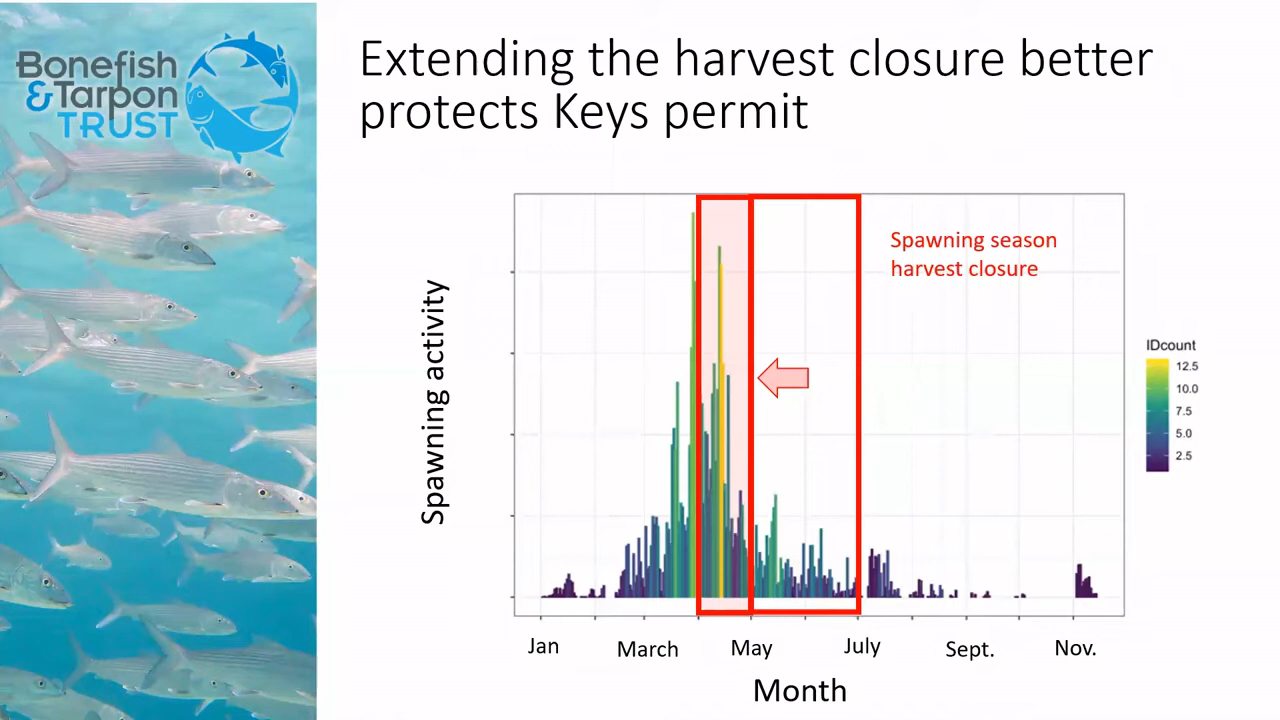 Bonefish
& Tarpon
TRUST
Extending the harvest closure better
protects Keys permit
Spawning season
harvest closure
Spawning activity
IDcount
12.5
10.0
7.5
5.0
2.5
Jan March May July Sept. Nov.
Month